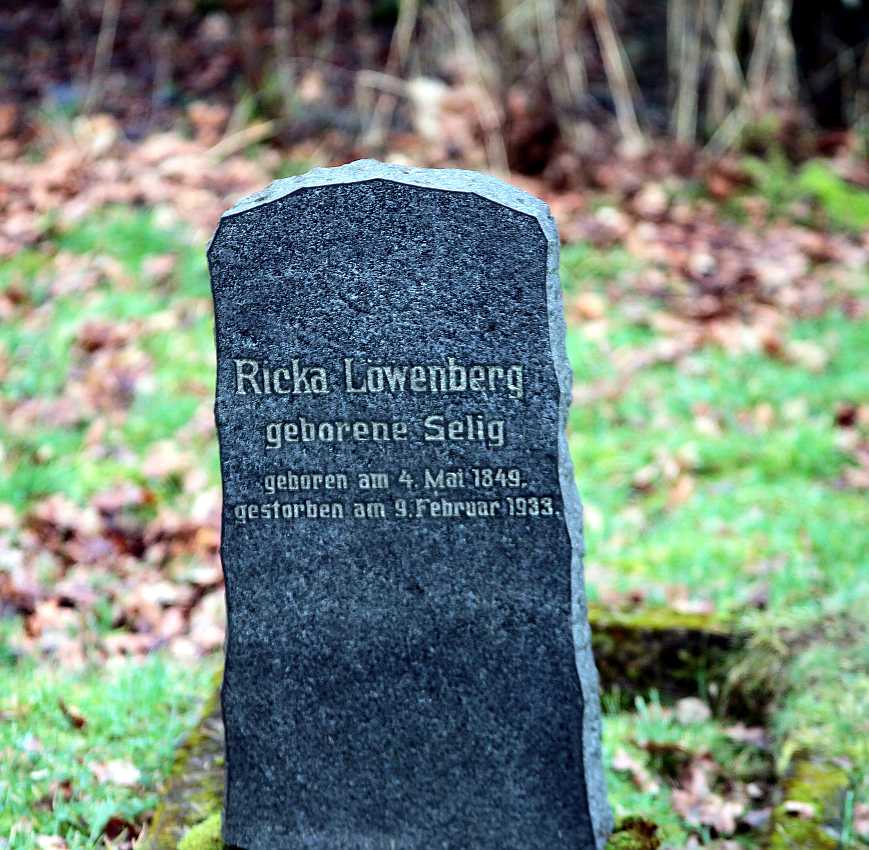 Ricka Löwenberg
geborene Selig
geboren am 4. Mai 1849.
gestorben am 9. Februar 1933.